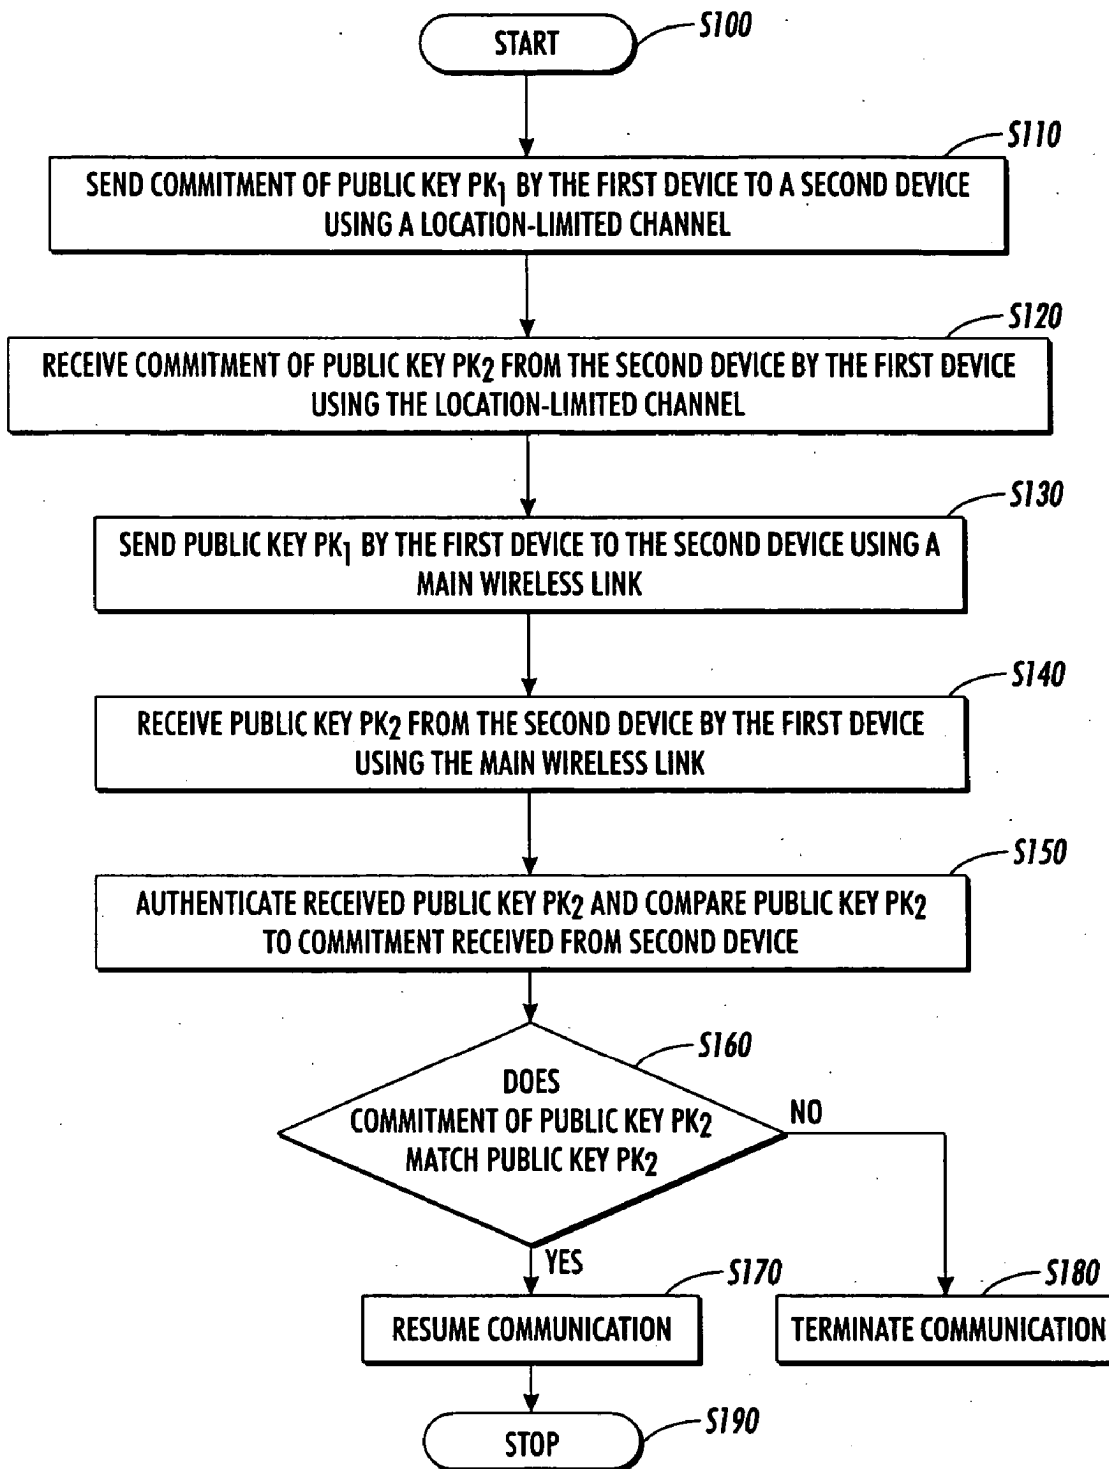 START
S100
S110
SEND COMMITMENT OF PUBLIC KEY PK1 BY THE FIRST DEVICE TO A SECOND DEVICE
USING A LOCATION-LIMITED CHANNEL
S120
RECEIVE COMMITMENT OF PUBLIC KEY PK2 FROM THE SECOND DEVICE BY THE FIRST DEVICE
USING THE LOCATION-LIMITED CHANNEL
S130
SEND PUBLIC KEY PK1 BY THE FIRST DEVICE TO THE SECOND DEVICE USING A
MAIN WIRELESS LINK
S140
RECEIVE PUBLIC KEY PK2 FROM THE SECOND DEVICE BY THE FIRST DEVICE
USING THE MAIN WIRELESS LINK
S150
AUTHENTICATE RECEIVED PUBLIC KEY PK2 AND COMPARE PUBLIC KEY PK2
TO COMMITMENT RECEIVED FROM SECOND DEVICE
S160
DOES
COMMITMENT OF PUBLIC KEY PK2
MATCH PUBLIC KEY PK2
NO
YES
S170
RESUME COMMUNICATION
S180
TERMINATE COMMUNICATION
STOP
S190